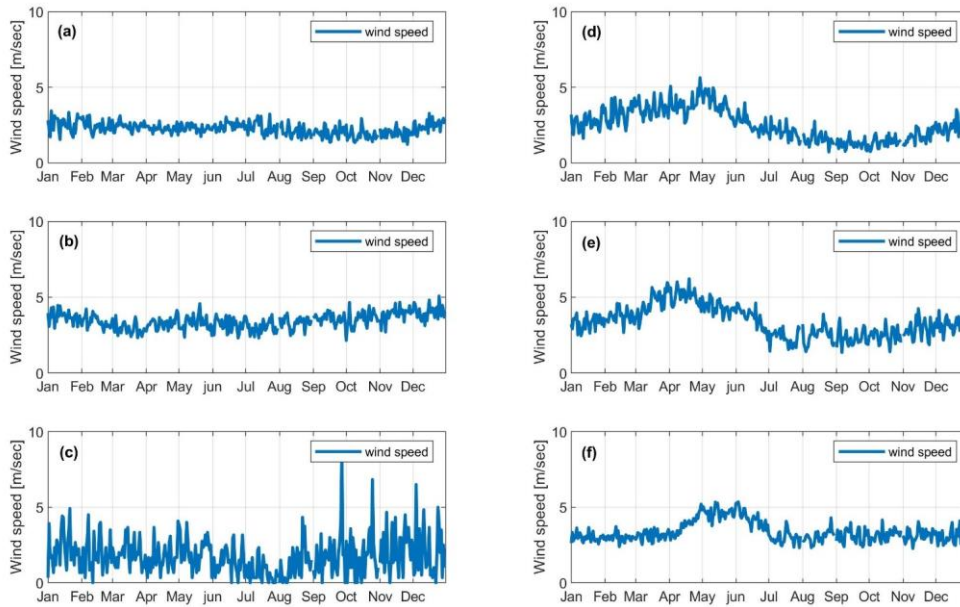 (a)
wind speed
Wind speed [m/sec]
10
5
0
Jan Feb Mar Apr May jun Jul Aug Sep Oct Nov Dec
(d)
wind speed
Wind speed [m/sec]
10
5
0
Jan Feb Mar Apr May jun Jul Aug Sep Oct Nov Dec
(b)
wind speed
Wind speed [m/sec]
10
5
0
Jan Feb Mar Apr May jun Jul Aug Sep Oct Nov Dec
(e)
wind speed
Wind speed [m/sec]
10
5
0
Jan Feb Mar Apr May jun Jul Aug Sep Oct Nov Dec
(c)
wind speed
Wind speed [m/sec]
10
5
0
Jan Feb Mar Apr May jun Jul Aug Sep Oct Nov Dec
(f)
wind speed
Wind speed [m/sec]
10
5
0
Jan Feb Mar Apr May jun Jul Aug Sep Oct Nov Dec